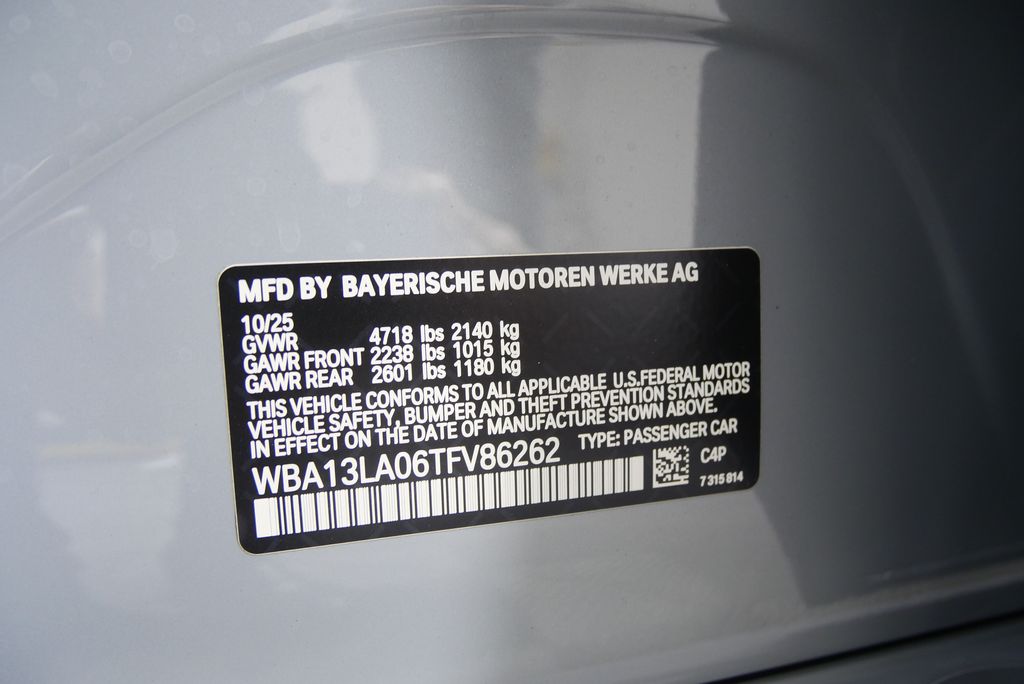 MFD BY BAYERISCHE MOTOREN WERKE AG
10/25
GVWR 4718 lbs 2140 kg
GAWR FRONT 2238 lbs 1015 kg
GAWR REAR 2601 lbs 1180 kg
THIS VEHICLE CONFORMS TO ALL APPLICABLE U.S.FEDERAL MOTOR
VEHICLE SAFETY, BUMPER AND THEFT PREVENTION STANDARDS
IN EFFECT ON THE DATE OF MANUFACTURE SHOWN ABOVE.
TYPE: PASSENGER CAR
WBA13LA06TFV86262
C4P
7 315 814